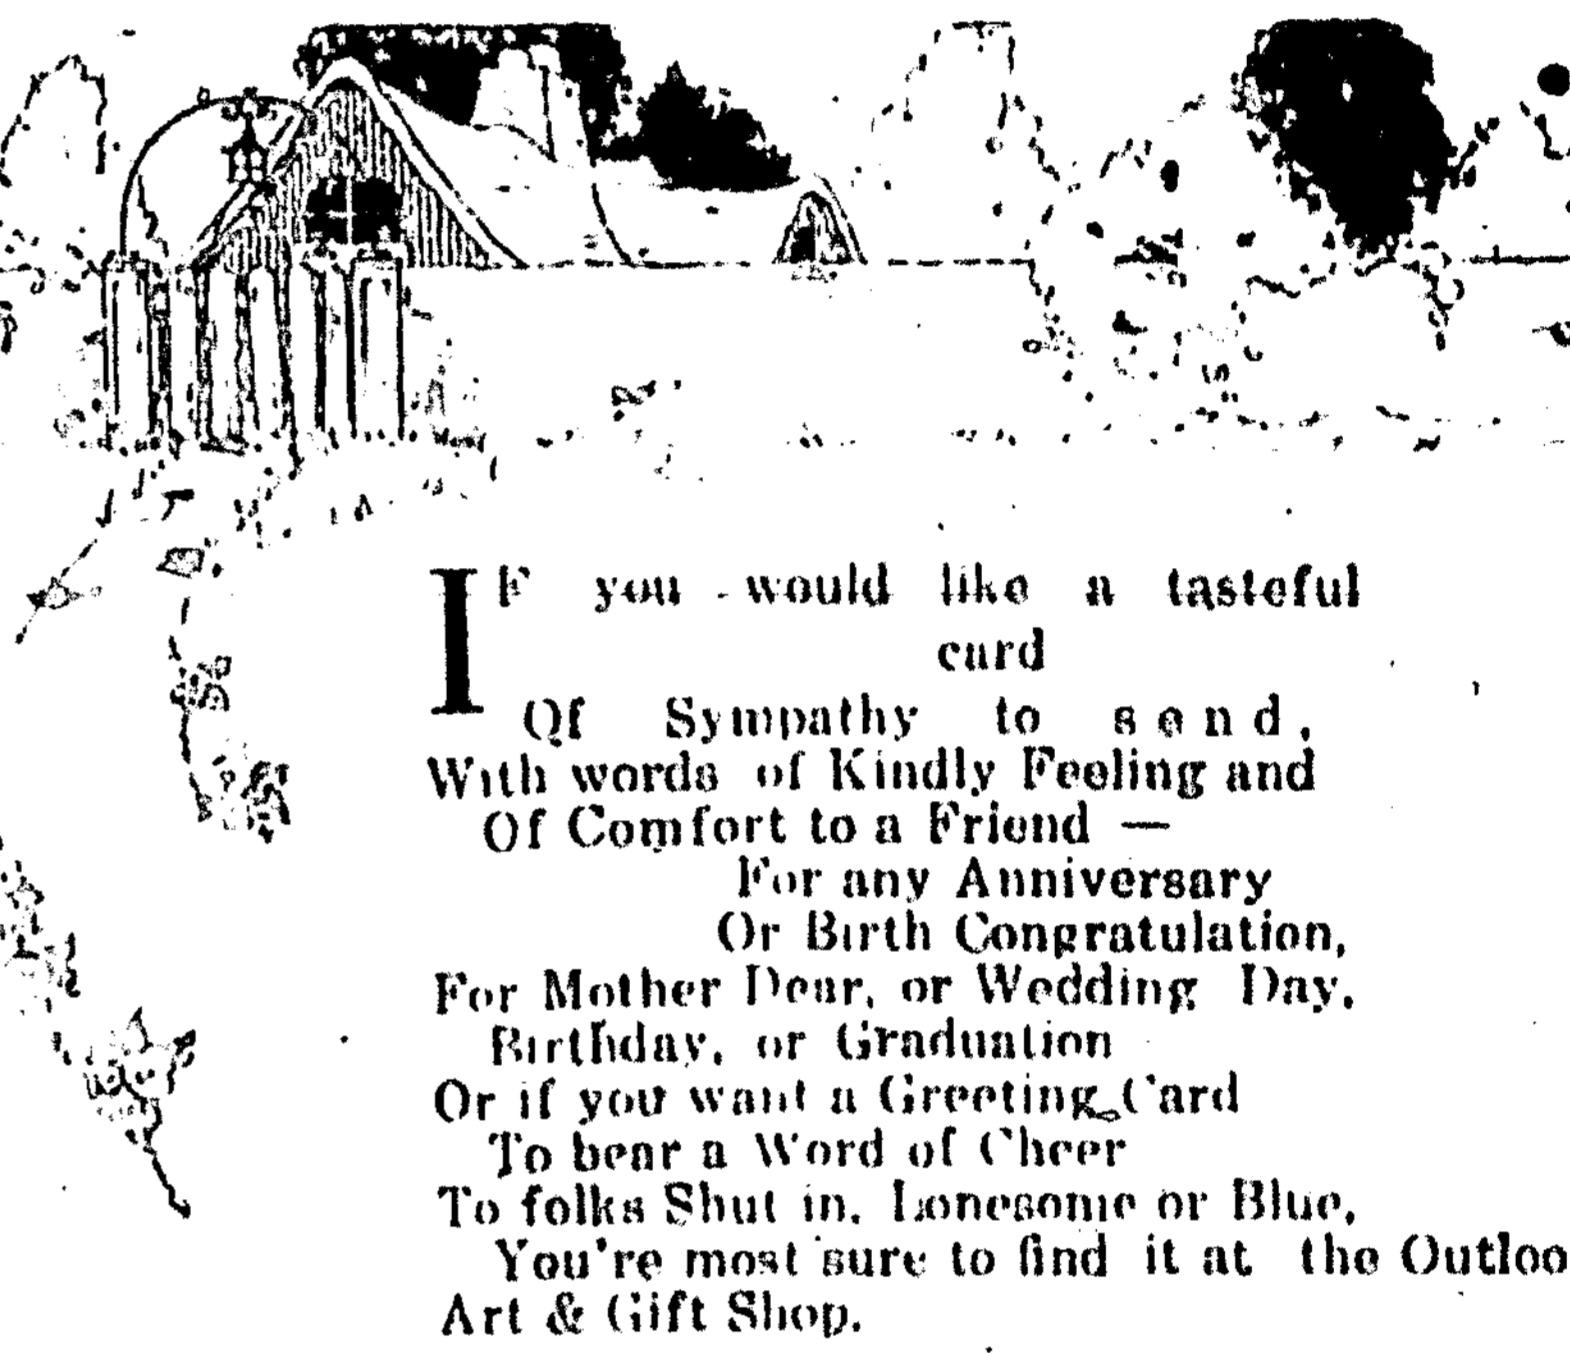 IF you would like a tasteful
card
Of Sympathy to send,
With words of Kindly Feeling and
Of Comfort to a Friend —
For any Anniversary
Or Birth Congratulation,
For Mother Dear, or Wedding Day,
Birthday, or Graduation
Or if you want a Greeting Card
To bear a Word of Cheer
To folks Shut in, Lonesome or Blue,
You're most sure to find it at the Outloo
Art & Gift Shop.